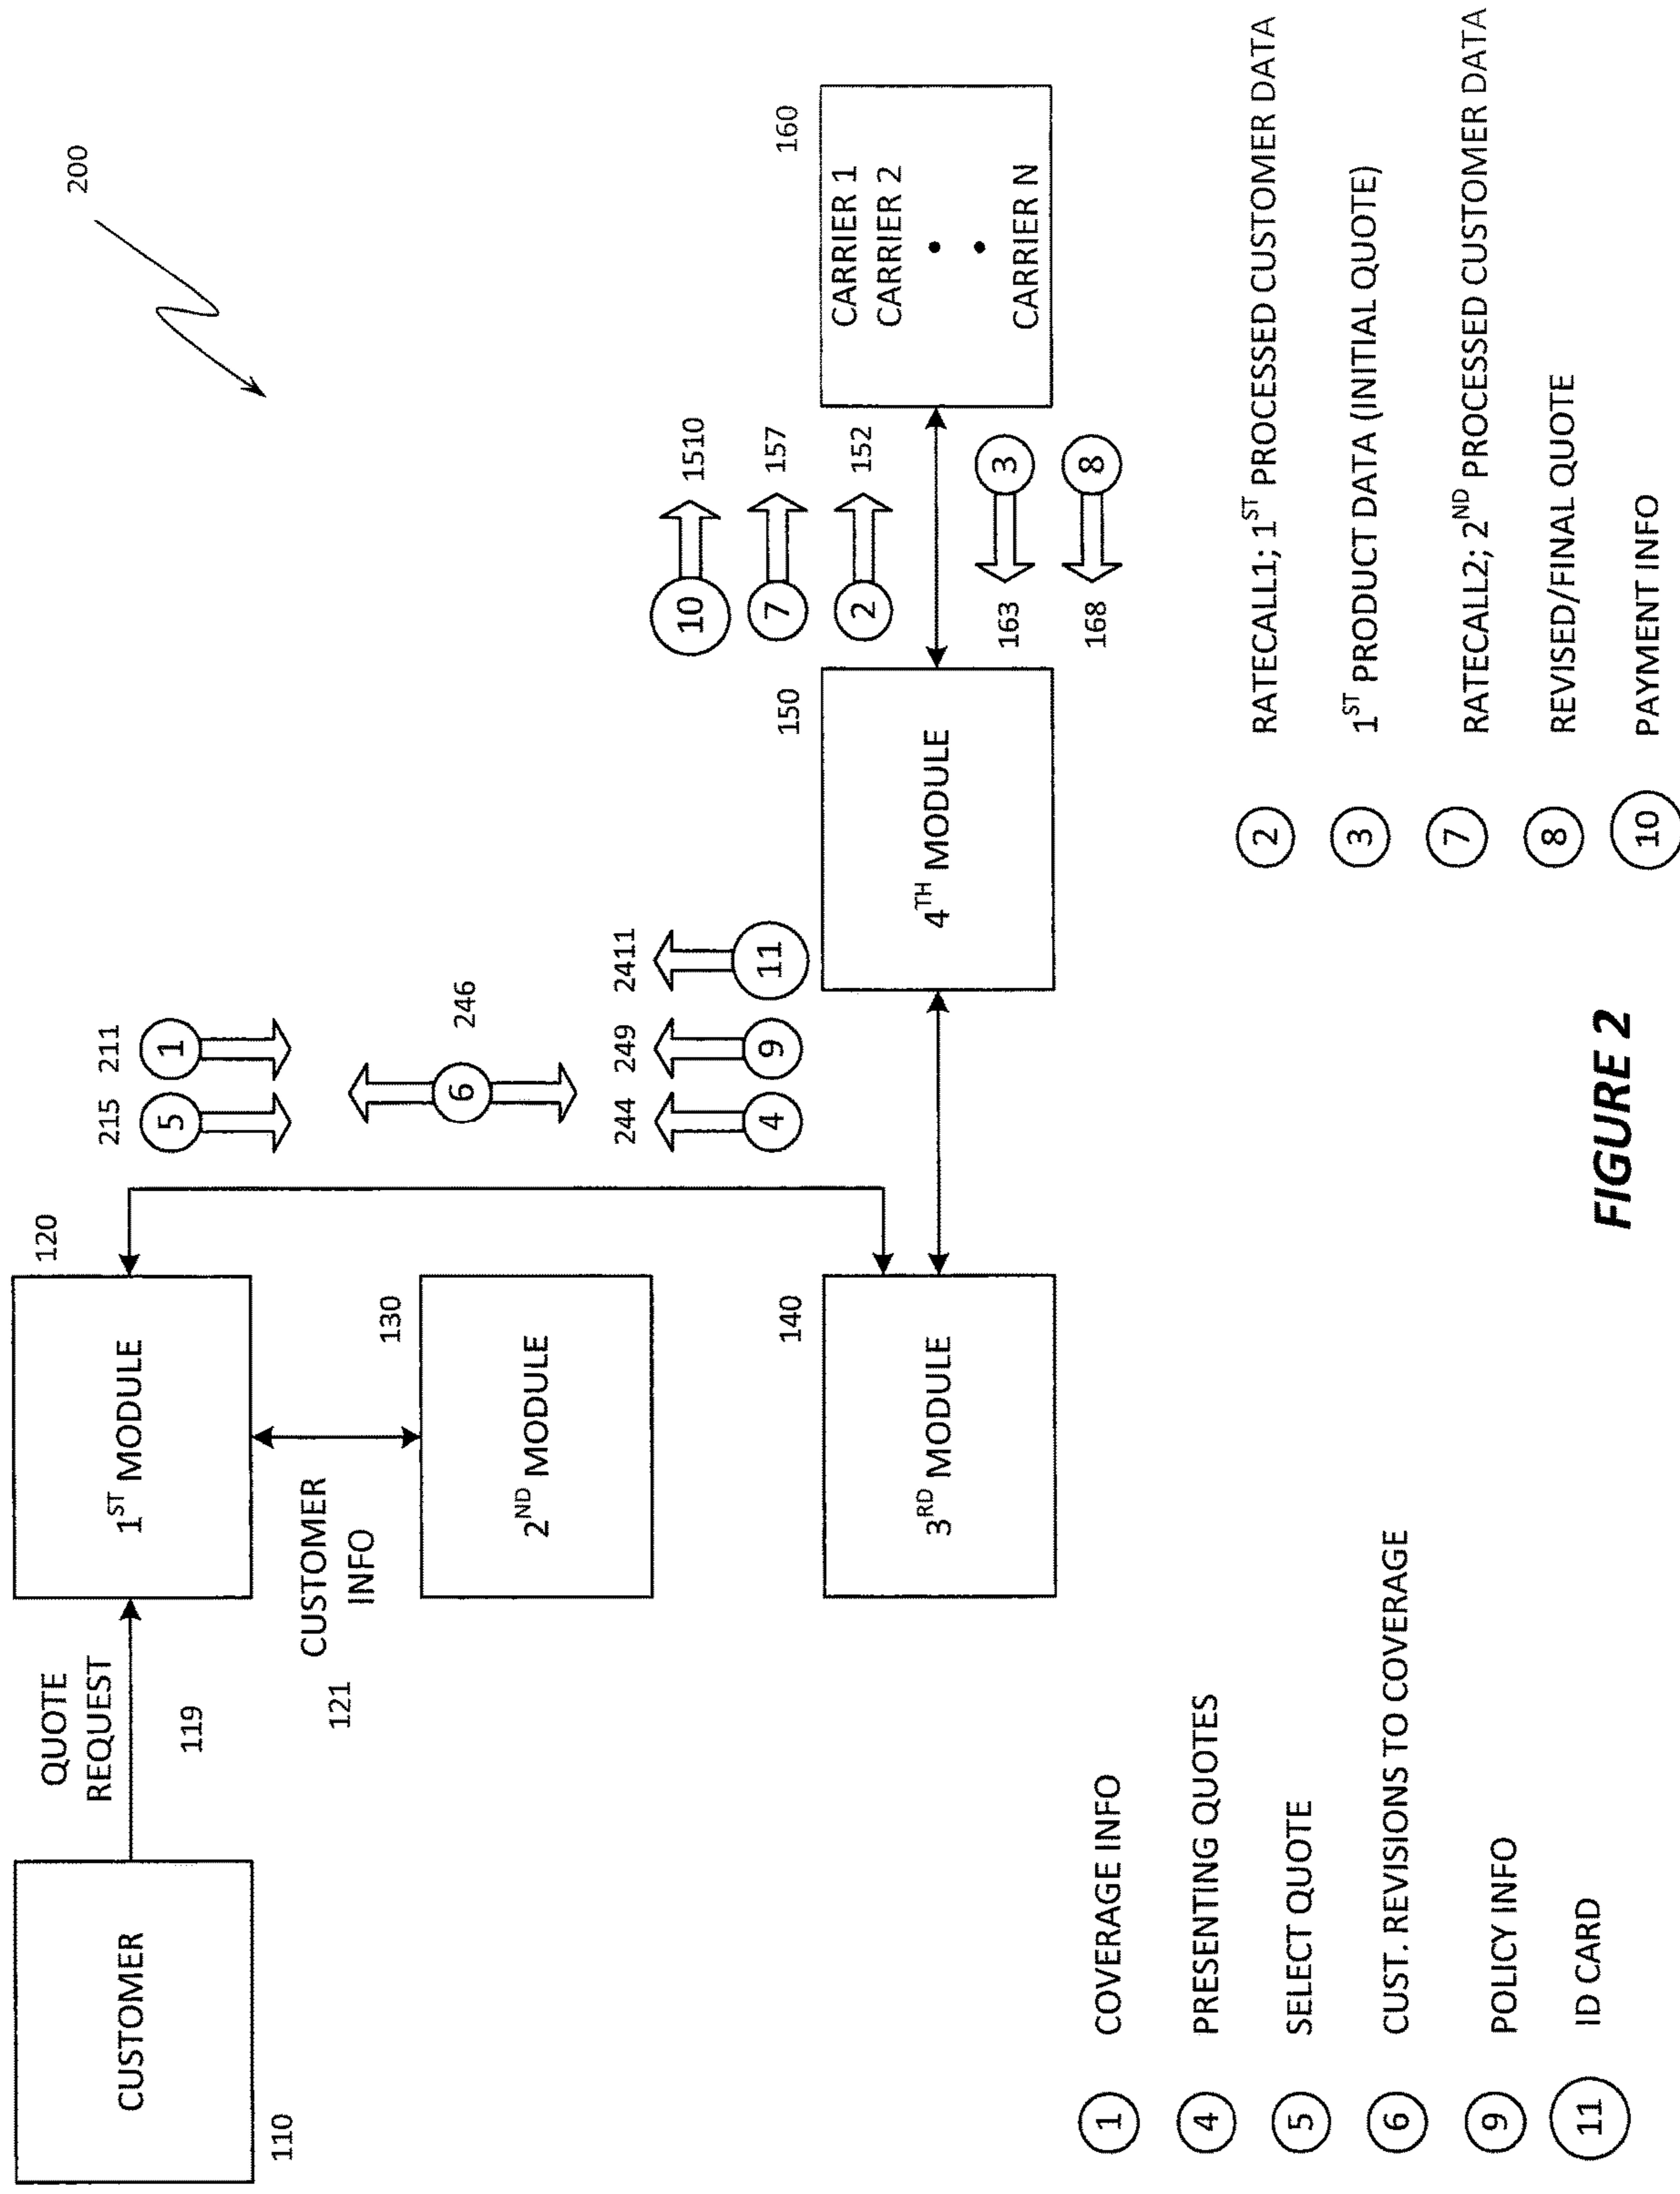 200
CUSTOMER
110
QUOTE
REQUEST
119
1ST MODULE
120
CUSTOMER
INFO
121
2ND MODULE
130
3RD MODULE
140
215
211
5
1
6
246
244
249
2411
4
9
11
4TH MODULE
150
10
1510
7
157
2
152
163
3
168
8
160
CARRIER 1
CARRIER 2
CARRIER N
1 COVERAGE INFO
4 PRESENTING QUOTES
5 SELECT QUOTE
6 CUST. REVISIONS TO COVERAGE
9 POLICY INFO
11 ID CARD
2 RATECALL1; 1ST PROCESSED CUSTOMER DATA
3 1ST PRODUCT DATA (INITIAL QUOTE)
7 RATECALL2; 2ND PROCESSED CUSTOMER DATA
8 REVISED/FINAL QUOTE
10 PAYMENT INFO
FIGURE 2